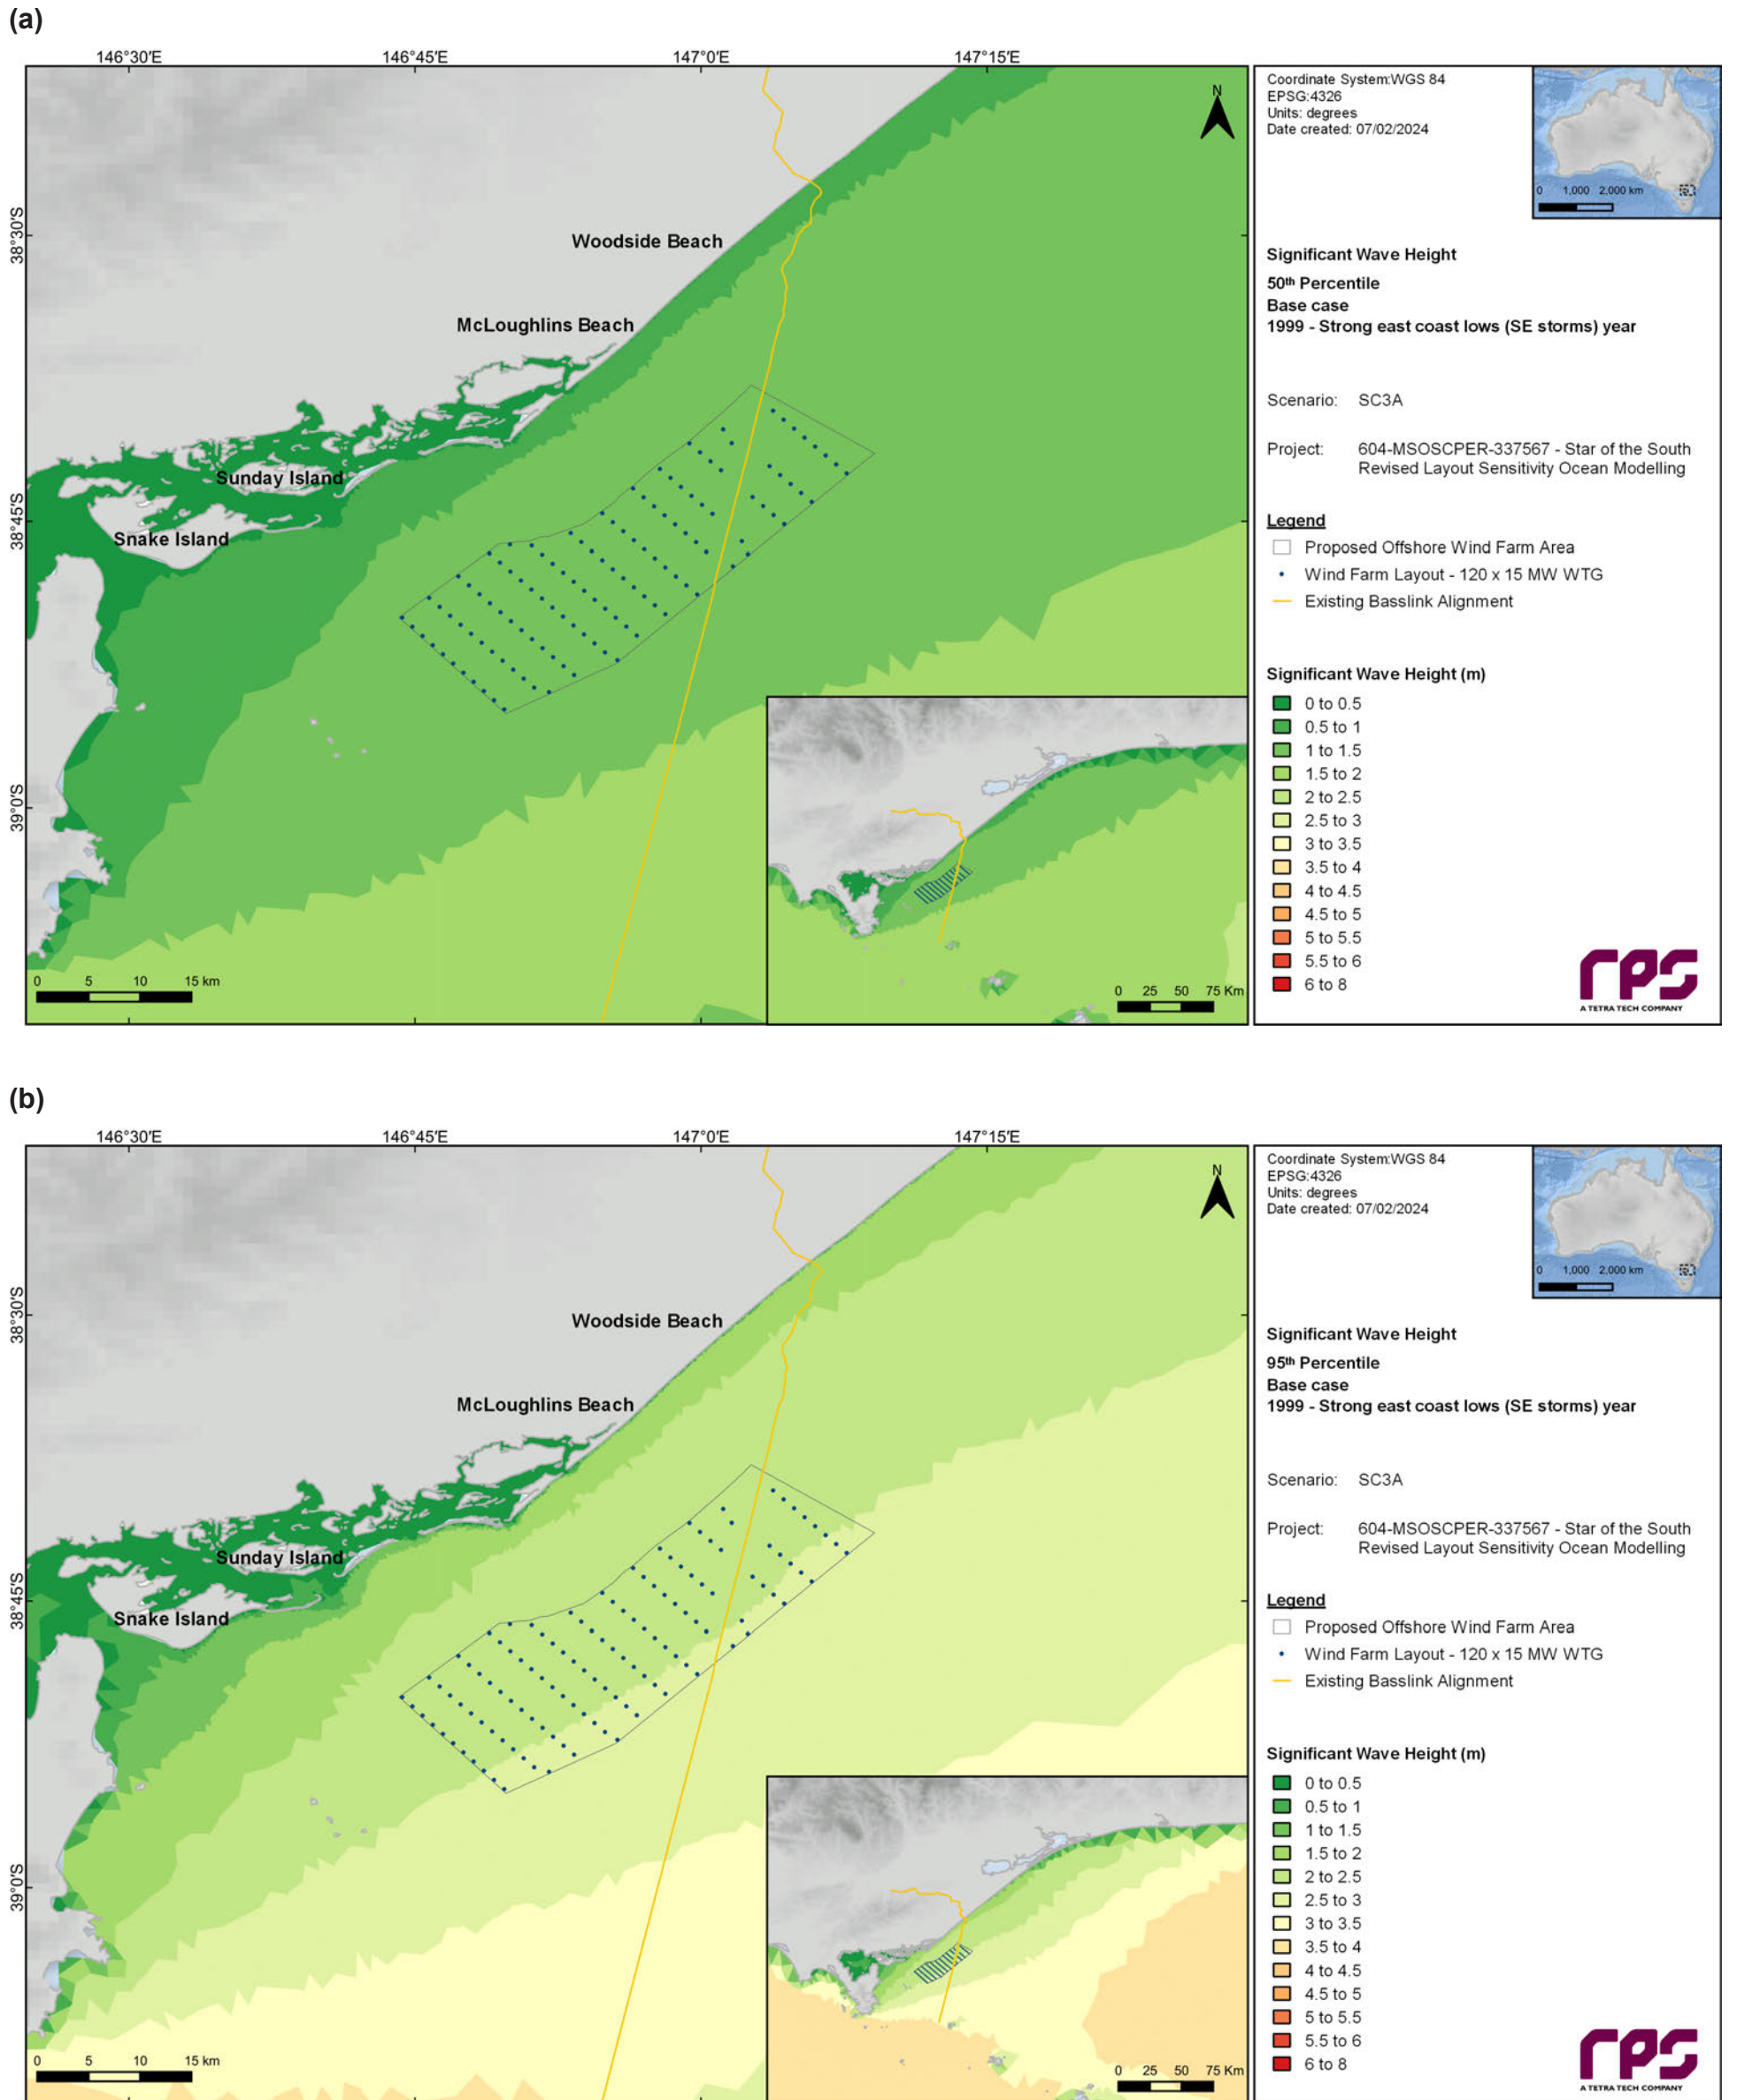 (a)
146°30'E 146°45'E 147°0'E 147°15'E
38°30'S
38°45'S
39°0'S
N
Woodside Beach
McLoughlins Beach
Sunday Island
Snake Island
0 5 10 15 km
0 25 50 75 Km
Coordinate System:WGS 84
EPSG:4326
Units: degrees
Date created: 07/02/2024
0 1,000 2,000 km
Significant Wave Height
50th Percentile
Base case
1999 - Strong east coast lows (SE storms) year
Scenario: SC3A
Project: 604-MSOSCPER-337567 - Star of the South
Revised Layout Sensitivity Ocean Modelling
Legend
Proposed Offshore Wind Farm Area
Wind Farm Layout - 120 x 15 MW WTG
Existing Basslink Alignment
Significant Wave Height (m)
0 to 0.5
0.5 to 1
1 to 1.5
1.5 to 2
2 to 2.5
2.5 to 3
3 to 3.5
3.5 to 4
4 to 4.5
4.5 to 5
5 to 5.5
5.5 to 6
6 to 8
rps
A TETRA TECH COMPANY
(b)
146°30'E 146°45'E 147°0'E 147°15'E
38°30'S
38°45'S
39°0'S
N
Woodside Beach
McLoughlins Beach
Sunday Island
Snake Island
0 5 10 15 km
0 25 50 75 Km
Coordinate System:WGS 84
EPSG:4326
Units: degrees
Date created: 07/02/2024
0 1,000 2,000 km
Significant Wave Height
95th Percentile
Base case
1999 - Strong east coast lows (SE storms) year
Scenario: SC3A
Project: 604-MSOSCPER-337567 - Star of the South
Revised Layout Sensitivity Ocean Modelling
Legend
Proposed Offshore Wind Farm Area
Wind Farm Layout - 120 x 15 MW WTG
Existing Basslink Alignment
Significant Wave Height (m)
0 to 0.5
0.5 to 1
1 to 1.5
1.5 to 2
2 to 2.5
2.5 to 3
3 to 3.5
3.5 to 4
4 to 4.5
4.5 to 5
5 to 5.5
5.5 to 6
6 to 8
rps
A TETRA TECH COMPANY